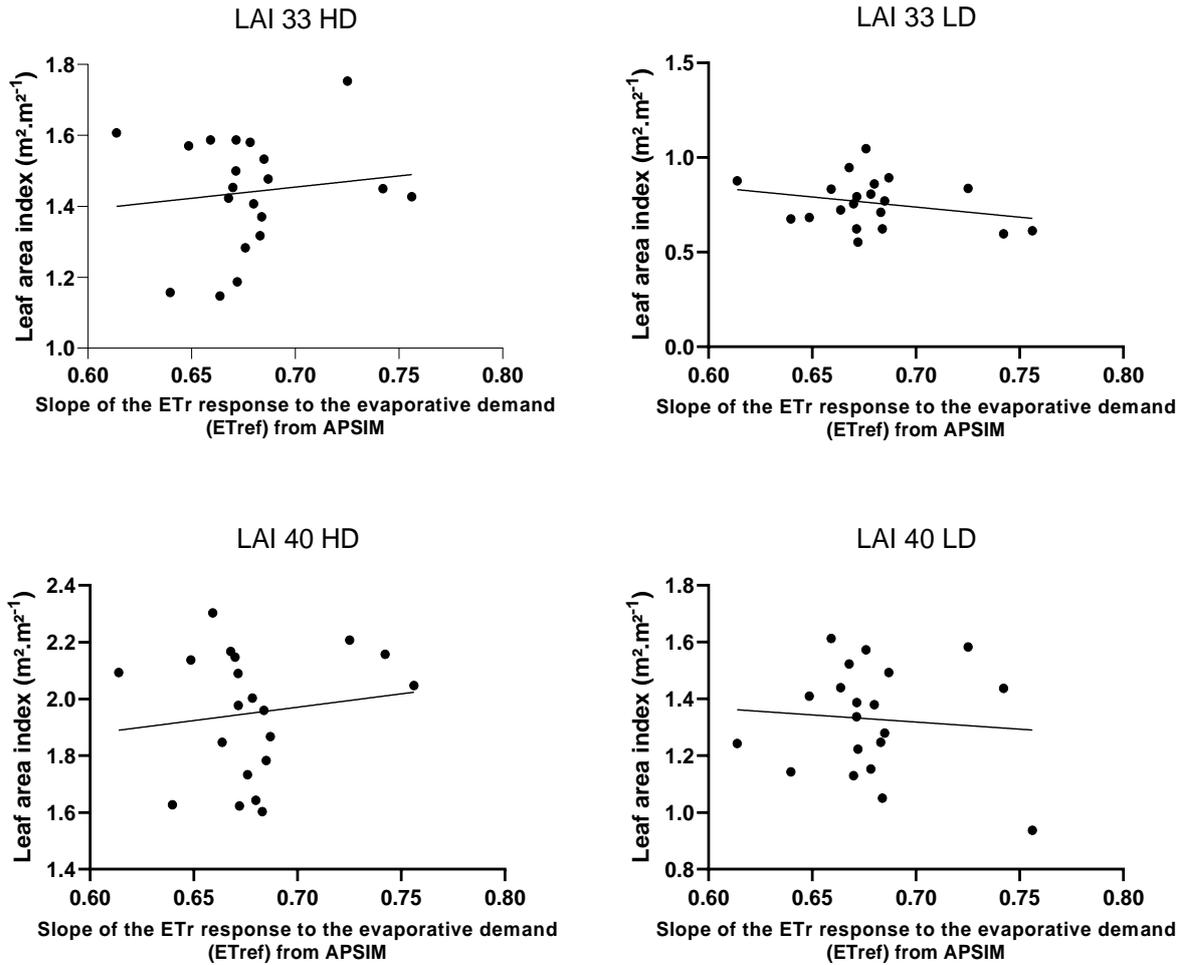 LAI 33 HD
Leaf area index (m².m²⁻¹)
1.8
1.6
1.4
1.2
1.0
0.60 0.65 0.70 0.75 0.80
Slope of the ETr response to the evaporative demand
(ETref) from APSIM
LAI 33 LD
Leaf area index (m².m²⁻¹)
1.5
1.0
0.5
0.0
0.60 0.65 0.70 0.75 0.80
Slope of the ETr response to the evaporative demand
(ETref) from APSIM
LAI 40 HD
Leaf area index (m².m²⁻¹)
2.4
2.2
2.0
1.8
1.6
1.4
0.60 0.65 0.70 0.75 0.80
Slope of the ETr response to the evaporative demand
(ETref) from APSIM
LAI 40 LD
Leaf area index (m².m²⁻¹)
1.8
1.6
1.4
1.2
1.0
0.8
0.60 0.65 0.70 0.75 0.80
Slope of the ETr response to the evaporative demand
(ETref) from APSIM